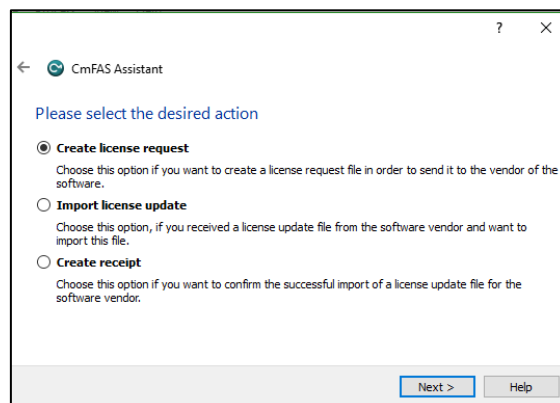 ?
CmFAS Assistant
Please select the desired action
Create license request
Choose this option if you want to create a license request file in order to send it to the vendor of the
software.
Import license update
Choose this option, if you received a license update file from the software vendor and want to
import this file.
Create receipt
Choose this option if you want to confirm the successful import of a license update file for the
software vendor.
Next > Help